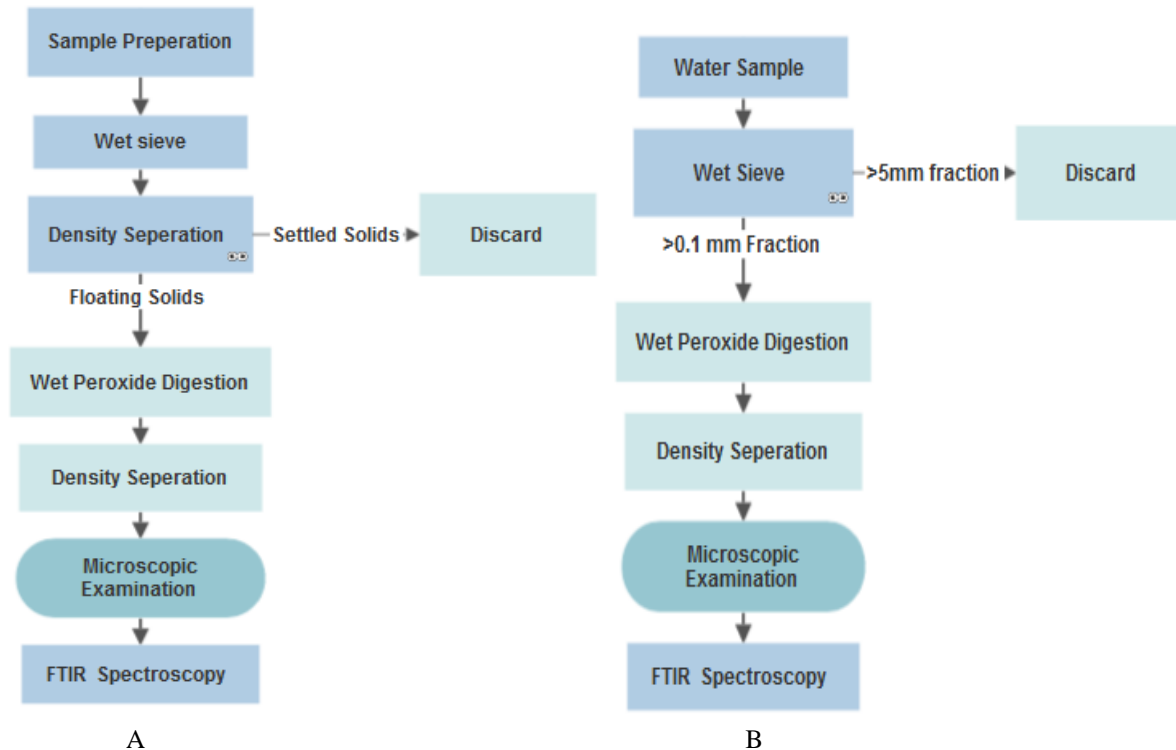 Sample Preperation
Wet sieve
Density Seperation
Settled Solids
Discard
Floating Solids
Wet Peroxide Digestion
Density Seperation
Microscopic
Examination
FTIR Spectroscopy
A
Water Sample
Wet Sieve
>5mm fraction
Discard
>0.1 mm Fraction
Wet Peroxide Digestion
Density Seperation
Microscopic
Examination
FTIR Spectroscopy
B